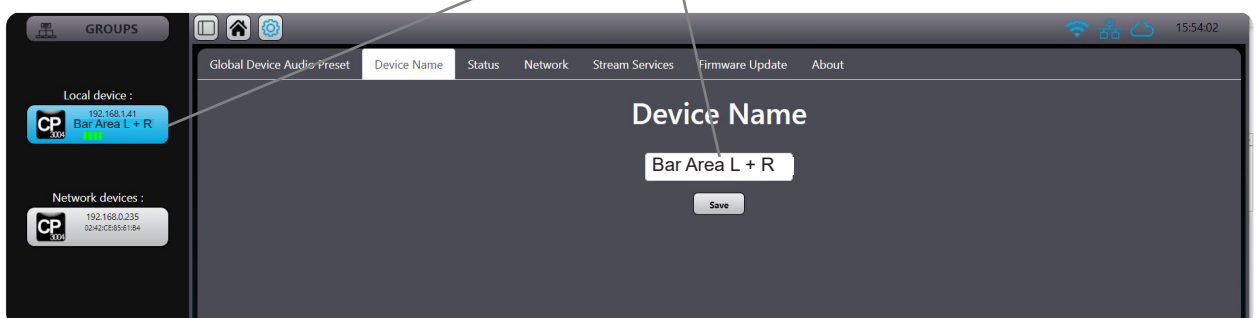 GROUPS
15:54:02
Global Device Audio Preset Device Name Status Network Stream Services Firmware Update About
Local device :
192.168.1.41
CP 3004
Bar Area L + R
Device Name
Bar Area L + R
Save
Network devices :
192.168.0.235
CP 3004
02:42:CE:85:61:B4